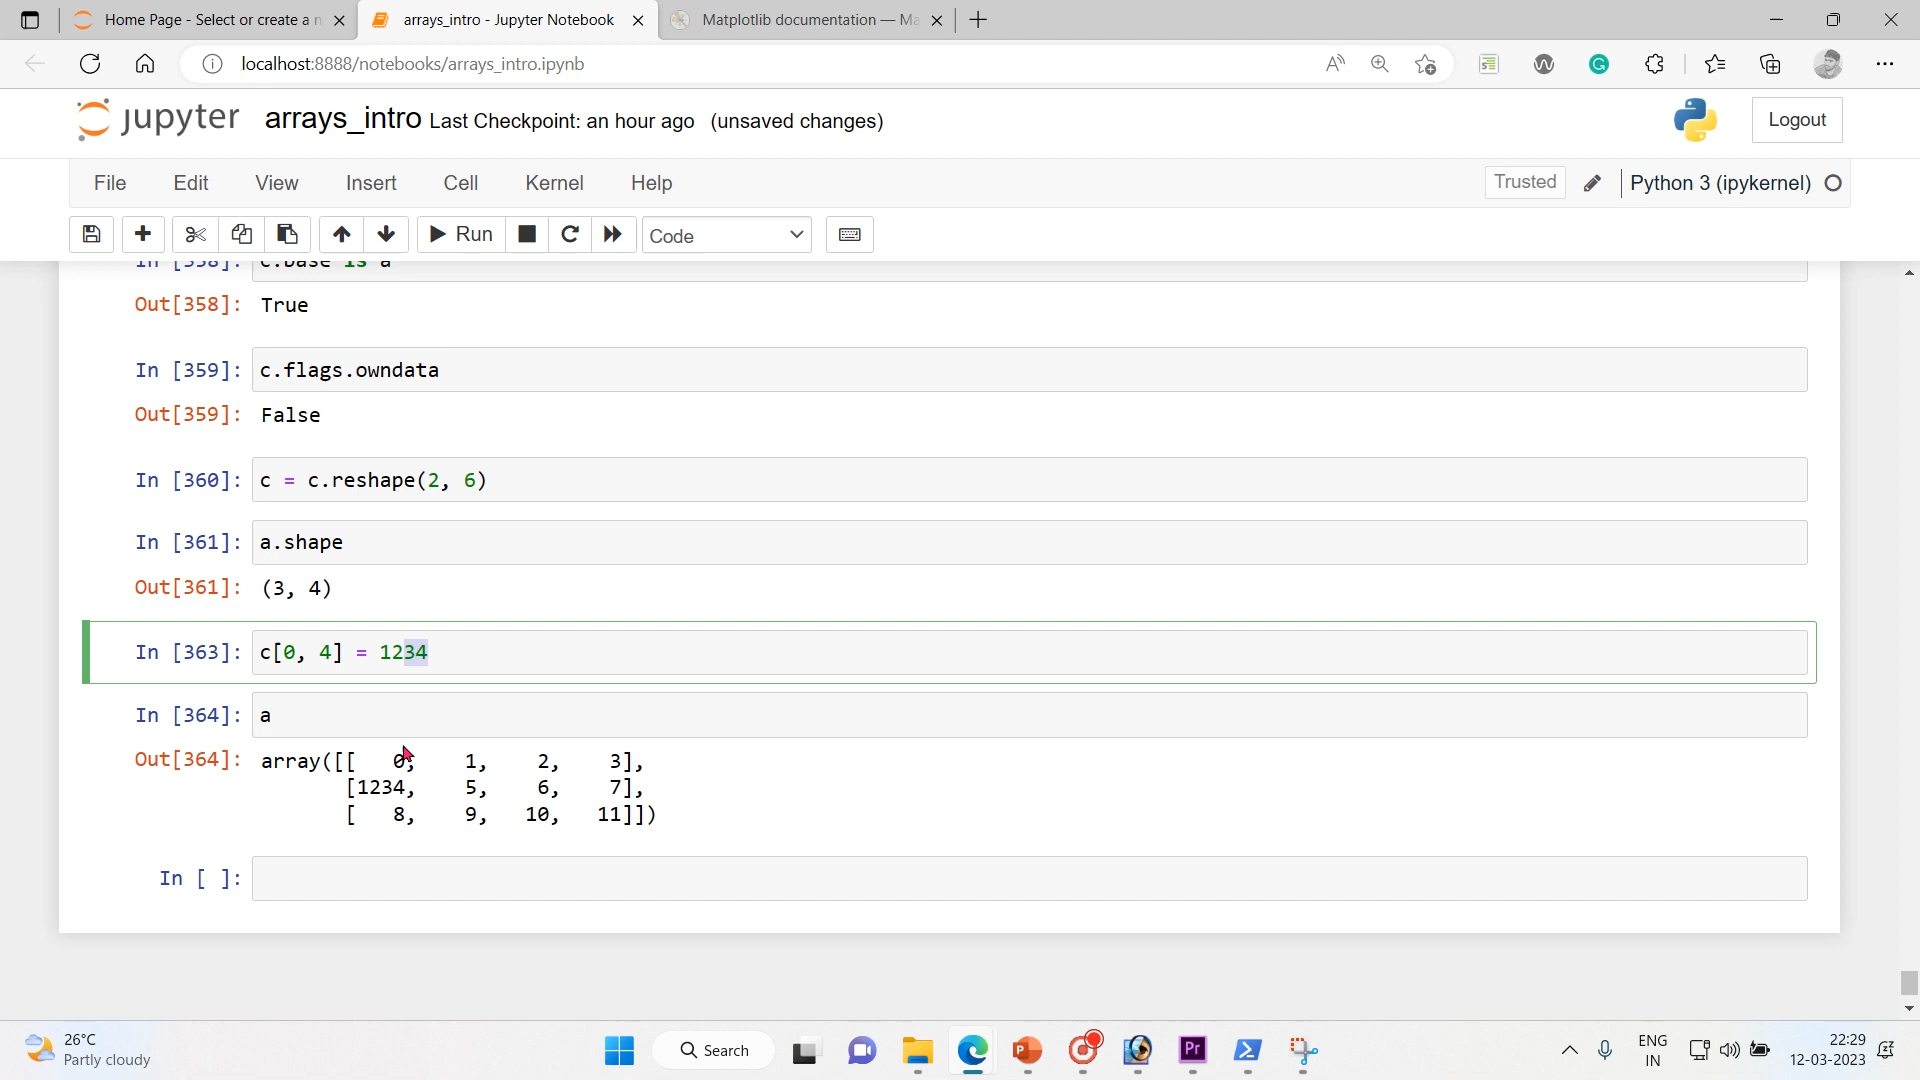 Home Page - Select or create a n
arrays_intro - Jupyter Notebook
Matplotlib documentation — Ma
localhost:8888/notebooks/arrays_intro.ipynb
jupyter arrays_intro Last Checkpoint: an hour ago (unsaved changes)
Logout
File Edit View Insert Cell Kernel Help
Trusted Python 3 (ipykernel)
Run Code
In [358]: c.base is a
Out[358]: True
In [359]: c.flags.owndata
Out[359]: False
In [360]: c = c.reshape(2, 6)
In [361]: a.shape
Out[361]: (3, 4)
In [363]: c[0, 4] = 1234
In [364]: a
Out[364]: array([[ 0, 1, 2, 3],
[1234, 5, 6, 7],
[ 8, 9, 10, 11]])
In [ ]:
26°C
Partly cloudy
Search
Pr
ENG
IN
22:29
12-03-2023